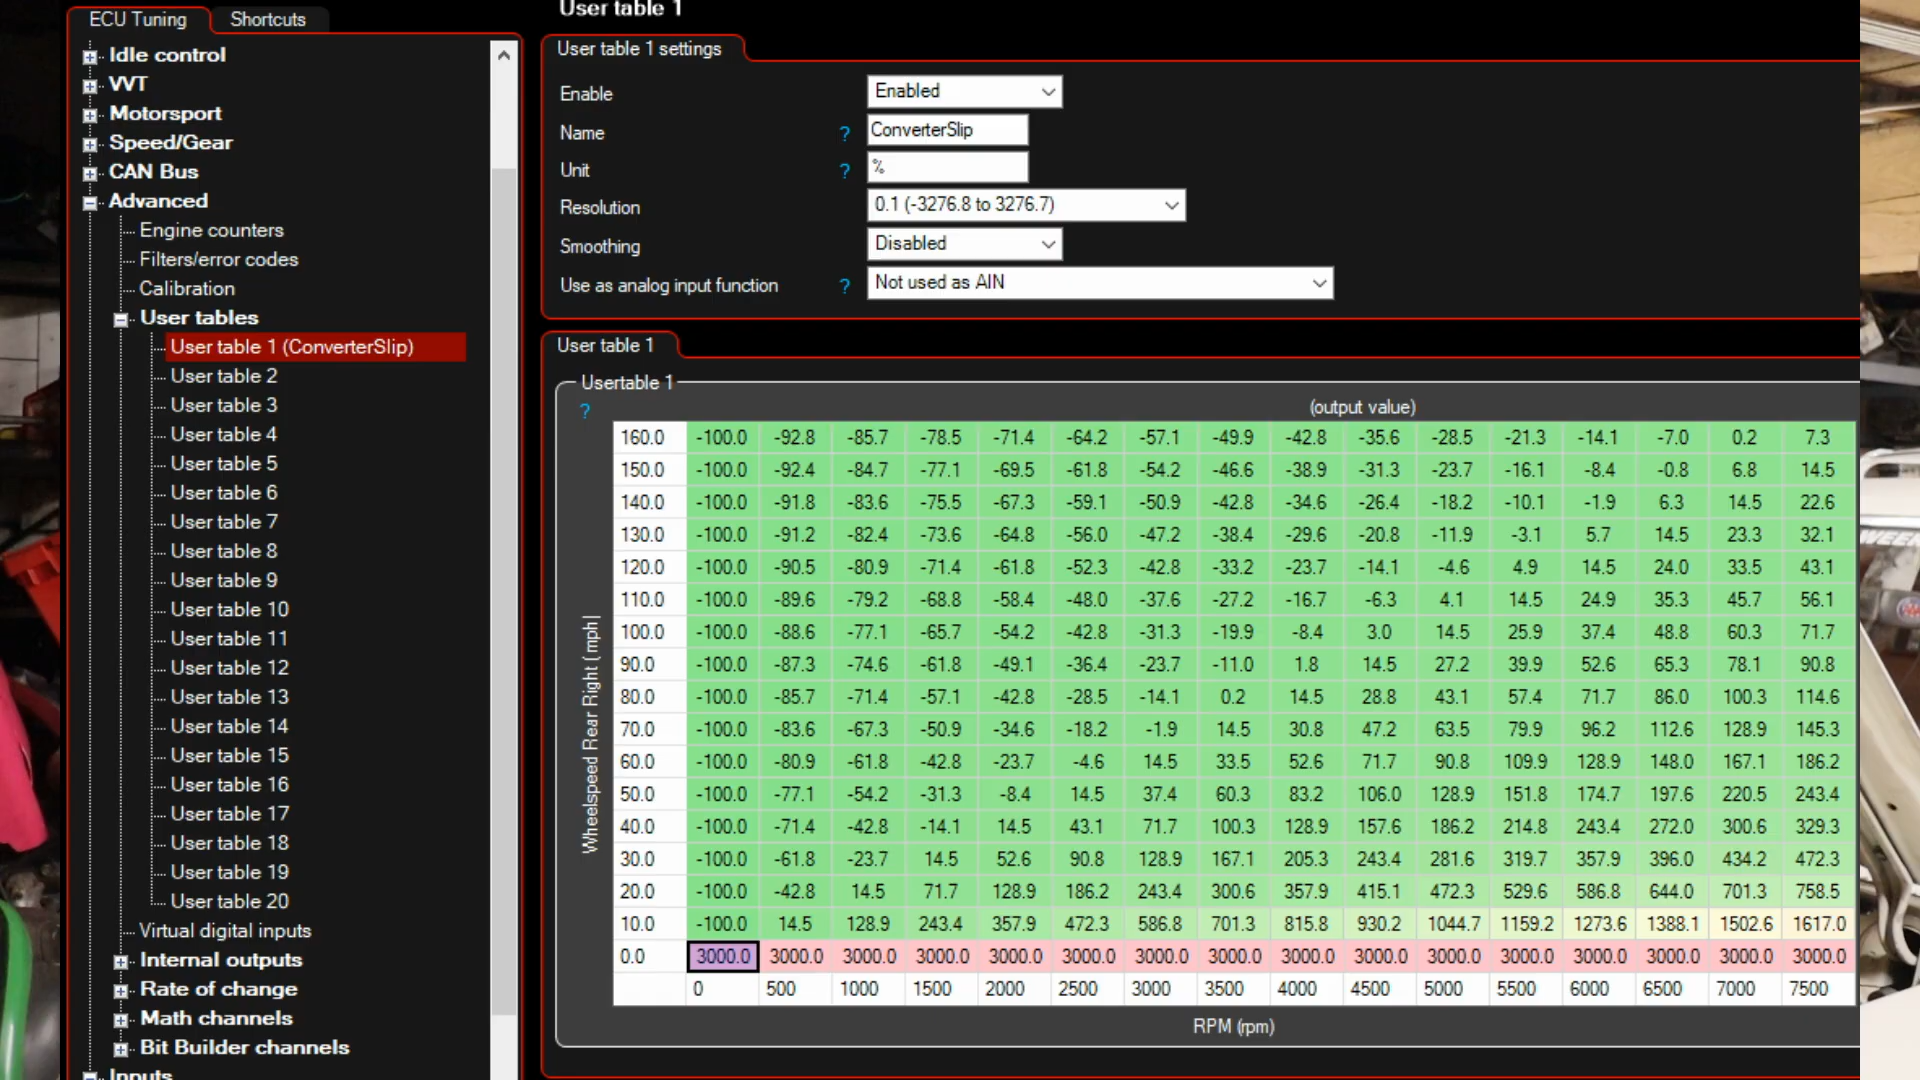 ECU Tuning
Shortcuts
Idle control
VVT
Motorsport
Speed/Gear
CAN Bus
Advanced
Engine counters
Filters/error codes
Calibration
User tables
User table 1 (ConverterSlip)
User table 2
User table 3
User table 4
User table 5
User table 6
User table 7
User table 8
User table 9
User table 10
User table 11
User table 12
User table 13
User table 14
User table 15
User table 16
User table 17
User table 18
User table 19
User table 20
Virtual digital inputs
Internal outputs
Rate of change
Math channels
Bit Builder channels
Inputs
User table 1
User table 1 settings
Enable Enabled
Name ? ConverterSlip
Unit ? %
Resolution 0.1 (-3276.8 to 3276.7)
Smoothing Disabled
Use as analog input function ? Not used as AIN
User table 1
Usertable 1
?
(output value)
Wheelspeed Rear Right (mph)
160.0 -100.0 -92.8 -85.7 -78.5 -71.4 -64.2 -57.1 -49.9 -42.8 -35.6 -28.5 -21.3 -14.1 -7.0 0.2 7.3
150.0 -100.0 -92.4 -84.7 -77.1 -69.5 -61.8 -54.2 -46.6 -38.9 -31.3 -23.7 -16.1 -8.4 -0.8 6.8 14.5
140.0 -100.0 -91.8 -83.6 -75.5 -67.3 -59.1 -50.9 -42.8 -34.6 -26.4 -18.2 -10.1 -1.9 6.3 14.5 22.6
130.0 -100.0 -91.2 -82.4 -73.6 -64.8 -56.0 -47.2 -38.4 -29.6 -20.8 -11.9 -3.1 5.7 14.5 23.3 32.1
120.0 -100.0 -90.5 -80.9 -71.4 -61.8 -52.3 -42.8 -33.2 -23.7 -14.1 -4.6 4.9 14.5 24.0 33.5 43.1
110.0 -100.0 -89.6 -79.2 -68.8 -58.4 -48.0 -37.6 -27.2 -16.7 -6.3 4.1 14.5 24.9 35.3 45.7 56.1
100.0 -100.0 -88.6 -77.1 -65.7 -54.2 -42.8 -31.3 -19.9 -8.4 3.0 14.5 25.9 37.4 48.8 60.3 71.7
90.0 -100.0 -87.3 -74.6 -61.8 -49.1 -36.4 -23.7 -11.0 1.8 14.5 27.2 39.9 52.6 65.3 78.1 90.8
80.0 -100.0 -85.7 -71.4 -57.1 -42.8 -28.5 -14.1 0.2 14.5 28.8 43.1 57.4 71.7 86.0 100.3 114.6
70.0 -100.0 -83.6 -67.3 -50.9 -34.6 -18.2 -1.9 14.5 30.8 47.2 63.5 79.9 96.2 112.6 128.9 145.3
60.0 -100.0 -80.9 -61.8 -42.8 -23.7 -4.6 14.5 33.5 52.6 71.7 90.8 109.9 128.9 148.0 167.1 186.2
50.0 -100.0 -77.1 -54.2 -31.3 -8.4 14.5 37.4 60.3 83.2 106.0 128.9 151.8 174.7 197.6 220.5 243.4
40.0 -100.0 -71.4 -42.8 -14.1 14.5 43.1 71.7 100.3 128.9 157.6 186.2 214.8 243.4 272.0 300.6 329.3
30.0 -100.0 -61.8 -23.7 14.5 52.6 90.8 128.9 167.1 205.3 243.4 281.6 319.7 357.9 396.0 434.2 472.3
20.0 -100.0 -42.8 14.5 71.7 128.9 186.2 243.4 300.6 357.9 415.1 472.3 529.6 586.8 644.0 701.3 758.5
10.0 -100.0 14.5 128.9 243.4 357.9 472.3 586.8 701.3 815.8 930.2 1044.7 1159.2 1273.6 1388.1 1502.6 1617.0
0.0 3000.0 3000.0 3000.0 3000.0 3000.0 3000.0 3000.0 3000.0 3000.0 3000.0 3000.0 3000.0 3000.0 3000.0 3000.0 3000.0
0 500 1000 1500 2000 2500 3000 3500 4000 4500 5000 5500 6000 6500 7000 7500
RPM (rpm)